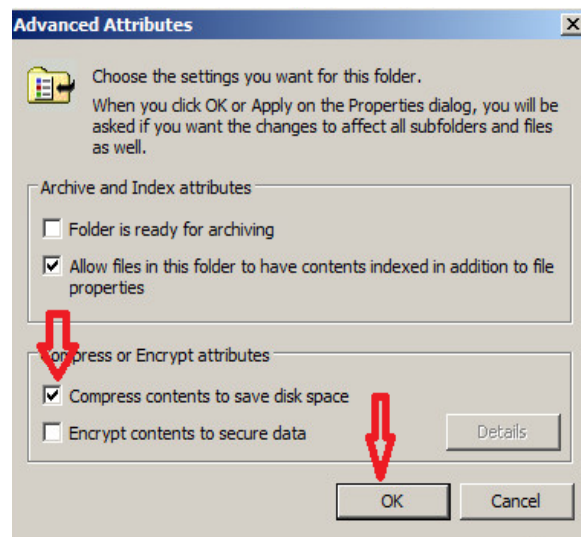 Advanced Attributes
Choose the settings you want for this folder.
When you click OK or Apply on the Properties dialog, you will be
asked if you want the changes to affect all subfolders and files
as well.
Archive and Index attributes
Folder is ready for archiving
Allow files in this folder to have contents indexed in addition to file
properties
Compress or Encrypt attributes
Compress contents to save disk space
Encrypt contents to secure data
Details
OK
Cancel